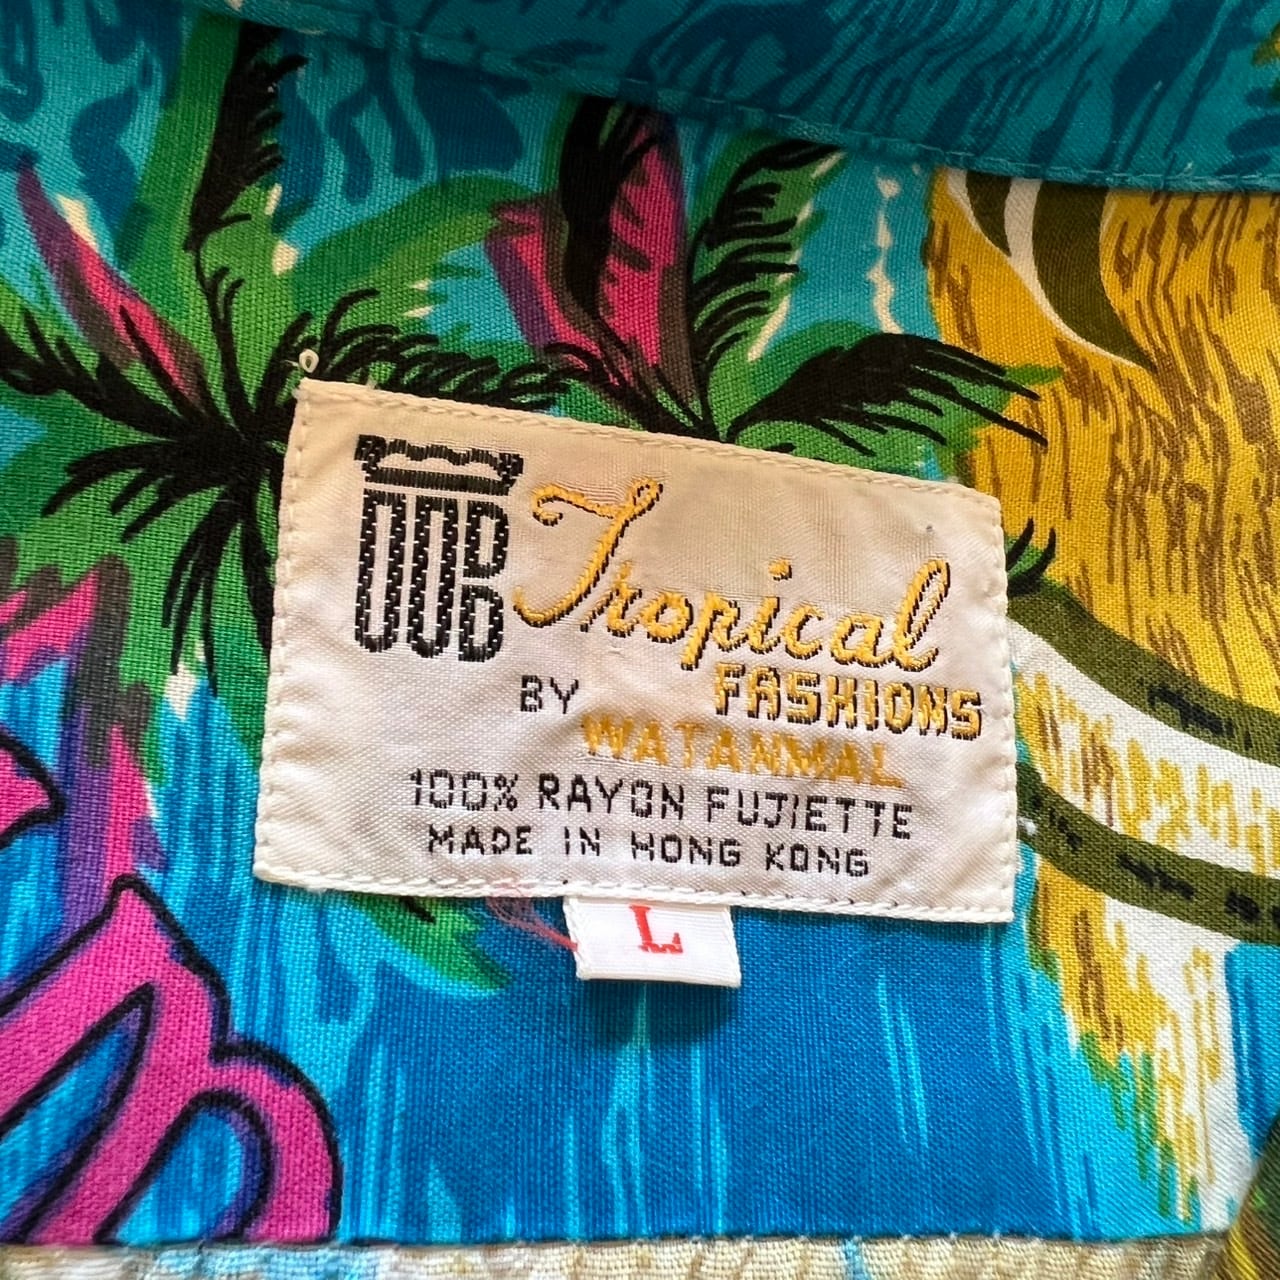 Tropical
FASHIONS
BY
WATANMAL
100% RAYON FUJIETTE
MADE IN HONG KONG
L